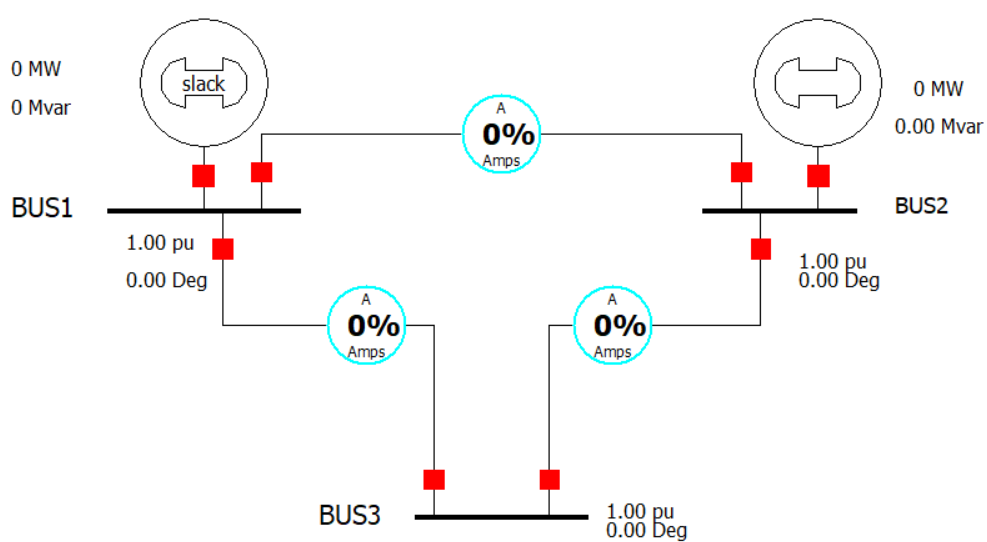 0 MW
slack
0 Mvar
A
0%
Amps
0 MW
0.00 Mvar
BUS1
BUS2
1.00 pu
0.00 Deg
1.00 pu
0.00 Deg
A
0%
Amps
A
0%
Amps
BUS3
1.00 pu
0.00 Deg